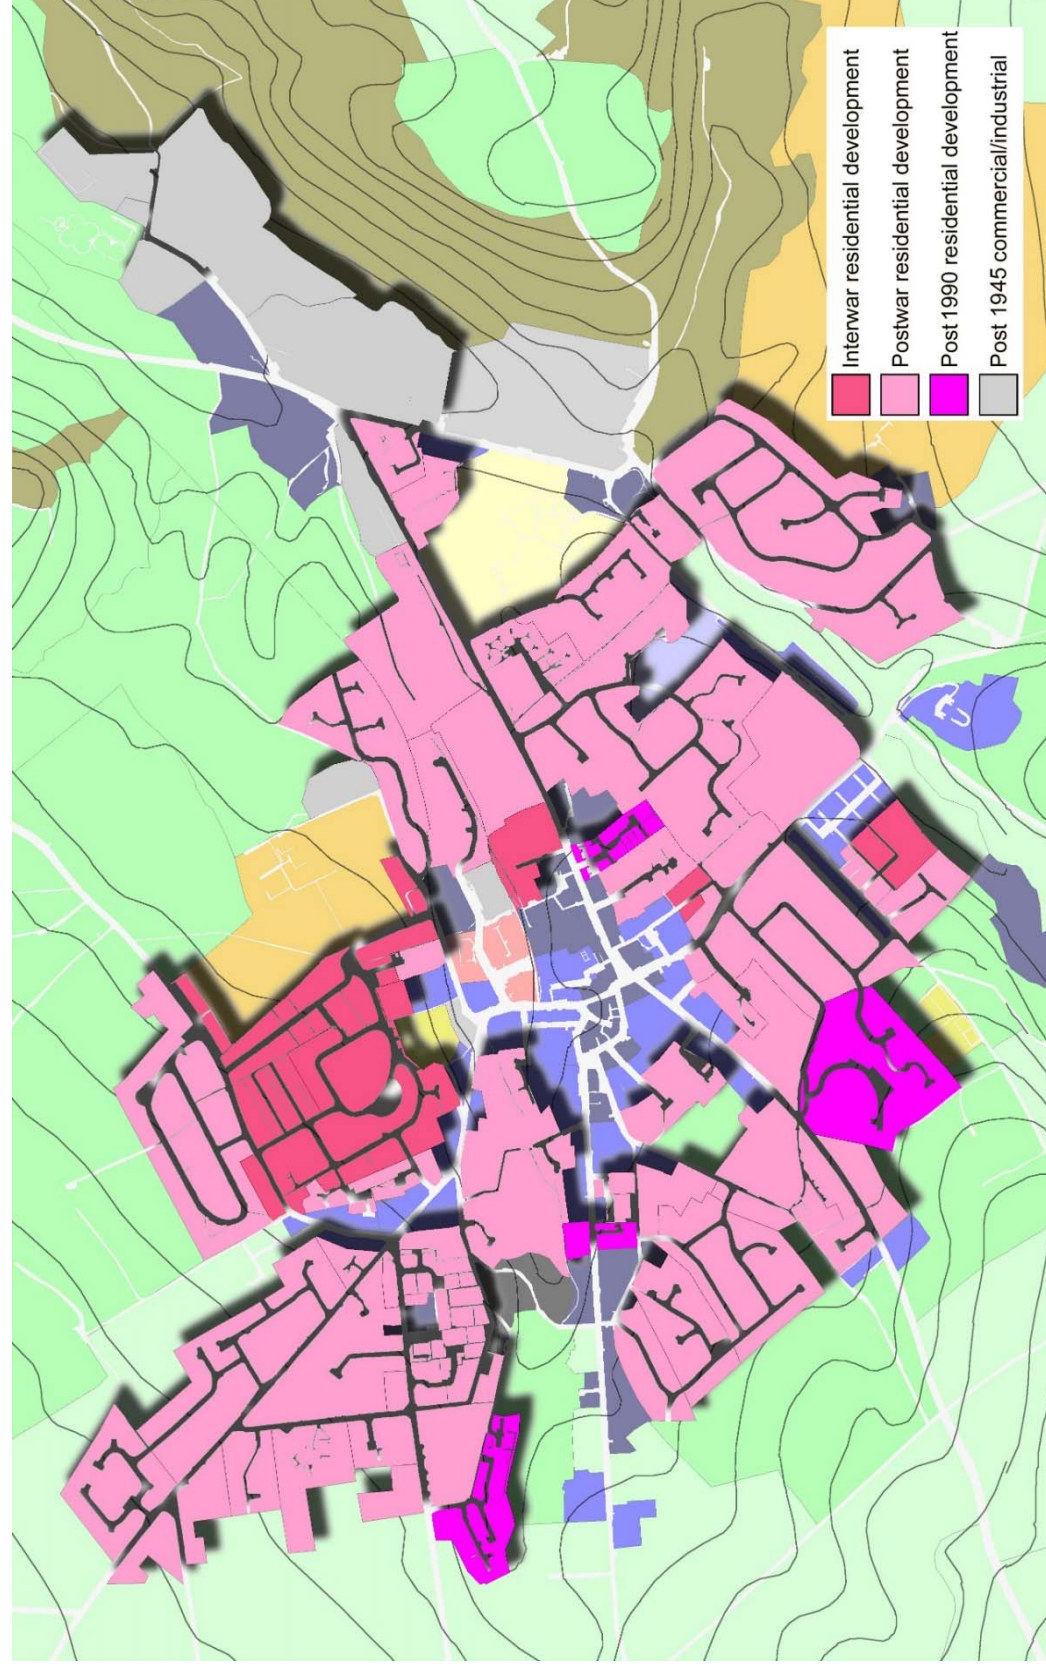 Interwar residential development
Postwar residential development
Post 1990 residential development
Post 1945 commercial/industrial